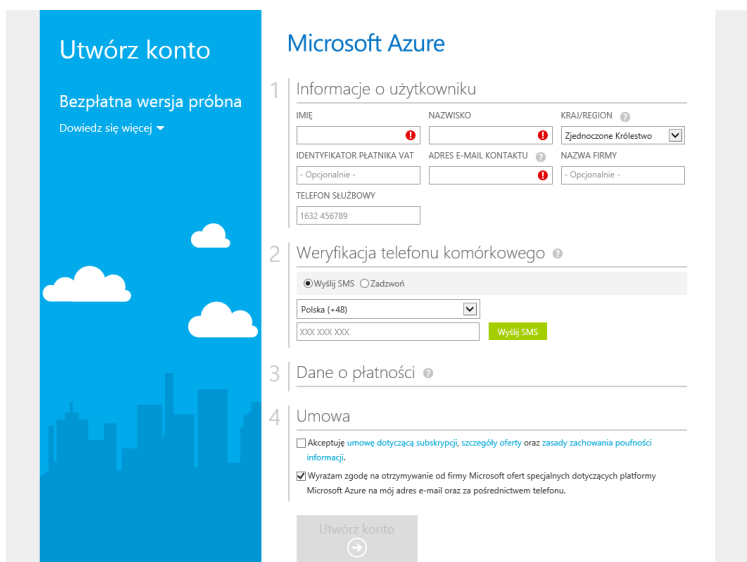 Utwórz konto
Bezpłatna wersja próbna
Dowiedz się więcej
Microsoft Azure
1 Informacje o użytkowniku
IMIĘ NAZWISKO KRAJ/REGION ?
Zjednoczone Królestwo
IDENTYFIKATOR PŁATNIKA VAT ADRES E-MAIL KONTAKTU ? NAZWA FIRMY
- Opcjonalnie - - Opcjonalnie -
TELEFON SŁUŻBOWY
1632 456789
2 Weryfikacja telefonu komórkowego ?
Wyślij SMS Zadzwoń
Polska (+48)
XXX XXX XXX Wyślij SMS
3 Dane o płatności ?
4 Umowa
Akceptuję umowę dotyczącą subskrypcji, szczegóły oferty oraz zasady zachowania poufności
informacji.
Wyrażam zgodę na otrzymywanie od firmy Microsoft ofert specjalnych dotyczących platformy
Microsoft Azure na mój adres e-mail oraz za pośrednictwem telefonu.
Utwórz konto